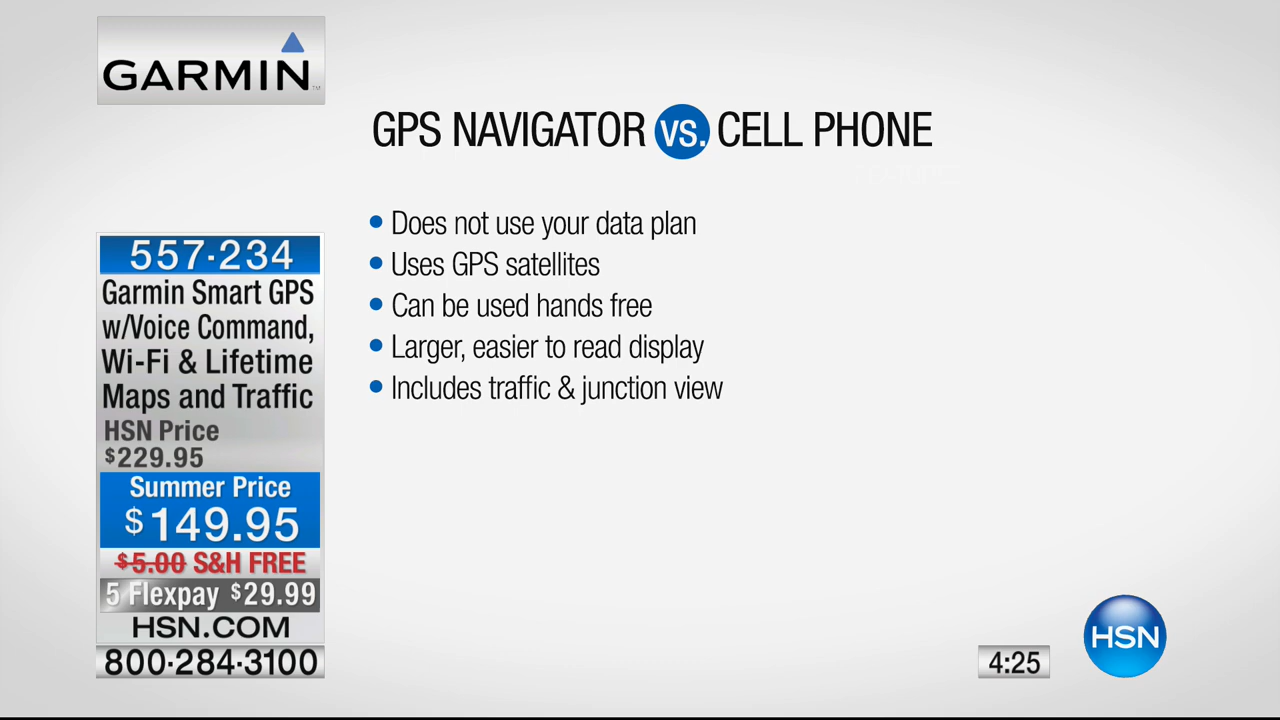 GARMIN™
GPS NAVIGATOR VS. CELL PHONE
• Does not use your data plan
• Uses GPS satellites
• Can be used hands free
• Larger, easier to read display
• Includes traffic & junction view
557·234
Garmin Smart GPS
w/Voice Command,
Wi-Fi & Lifetime
Maps and Traffic
HSN Price
$229.95
Summer Price
$149.95
$5.00 S&H FREE
5 Flexpay $29.99
HSN.COM
800·284·3100
4:25
HSN